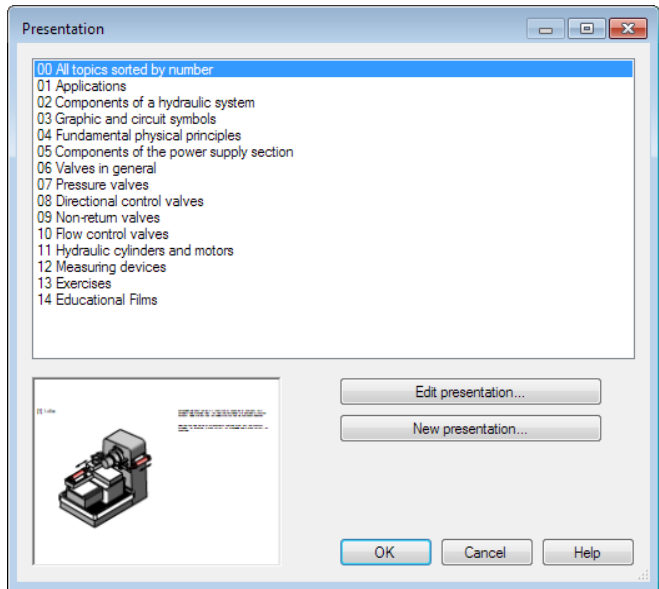 Presentation
00 All topics sorted by number
01 Applications
02 Components of a hydraulic system
03 Graphic and circuit symbols
04 Fundamental physical principles
05 Components of the power supply section
06 Valves in general
07 Pressure valves
08 Directional control valves
09 Non-return valves
10 Flow control valves
11 Hydraulic cylinders and motors
12 Measuring devices
13 Exercises
14 Educational Films
Edit presentation...
New presentation...
OK
Cancel
Help